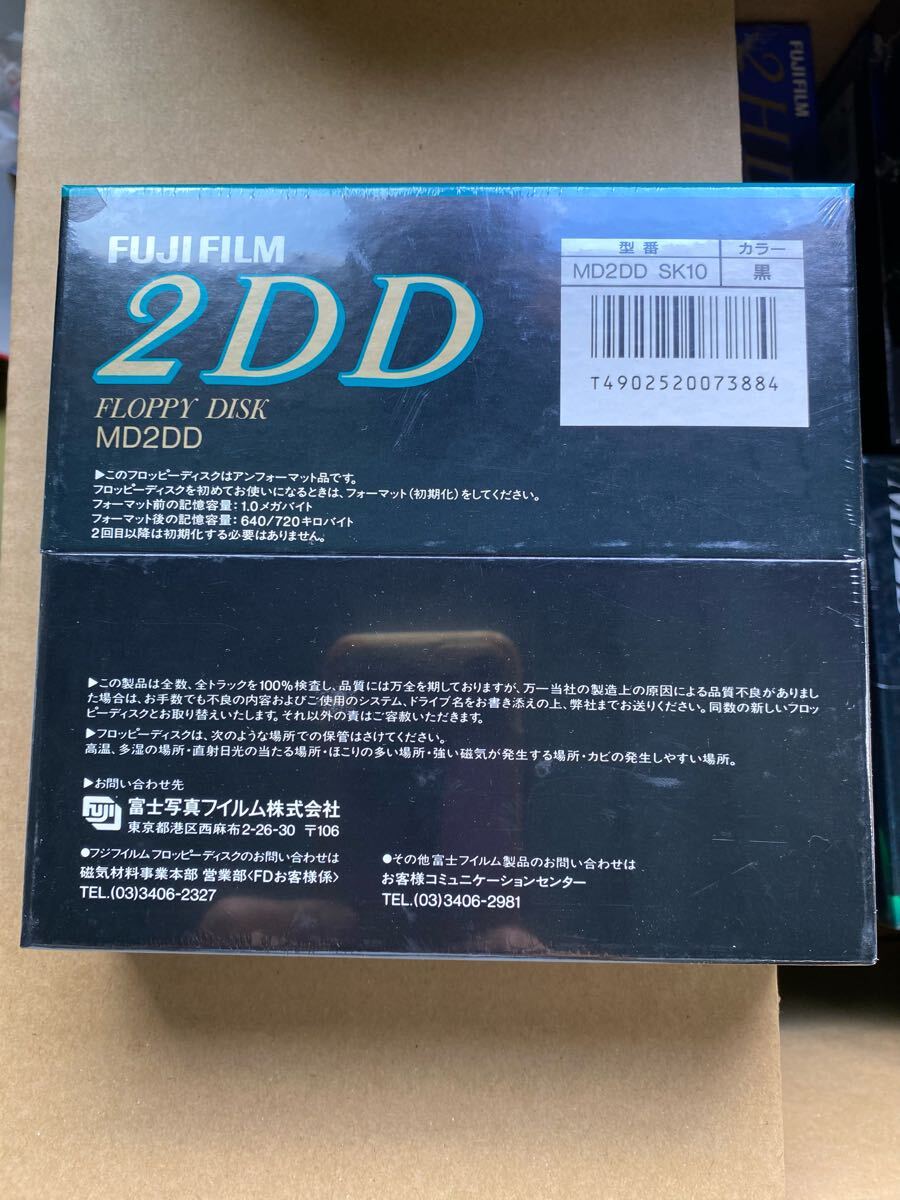 FUJI FILM
2DD
FLOPPY DISK
MD2DD
型番 カラー
MD2DD SK10 黒
T4902520073884
▶このフロッピーディスクはアンフォーマット品です。
フロッピーディスクを初めてお使いになるときは、フォーマット(初期化)をしてください。
フォーマット前の記憶容量:1.0メガバイト
フォーマット後の記憶容量:640/720キロバイト
2回目以降は初期化する必要はありません。
▶この製品は全数、全トラックを100%検査し、品質には万全を期しておりますが、万一当社の製造上の原因による品質不良がありまし
た場合は、お手数でも不良の内容およびご使用のシステム、ドライブ名をお書き添えの上、弊社までお送りください。同数の新しいフロッ
ピーディスクとお取り替えいたします。それ以外の責はご容赦いただきます。
▶フロッピーディスクは、次のような場所での保管はさけてください。
高温、多湿の場所・直射日光の当たる場所・ほこりの多い場所・強い磁気が発生する場所・カビの発生しやすい場所。
▶お問い合わせ先
Fuji 富士写真フイルム株式会社
東京都港区西麻布2-26-30 〒106
●フジフイルムフロッピーディスクのお問い合わせは
磁気材料事業本部 営業部〈FDお客様係〉
TEL.(03)3406-2327
●その他富士フイルム製品のお問い合わせは
お客様コミュニケーションセンター
TEL.(03)3406-2981
FUJI FILM